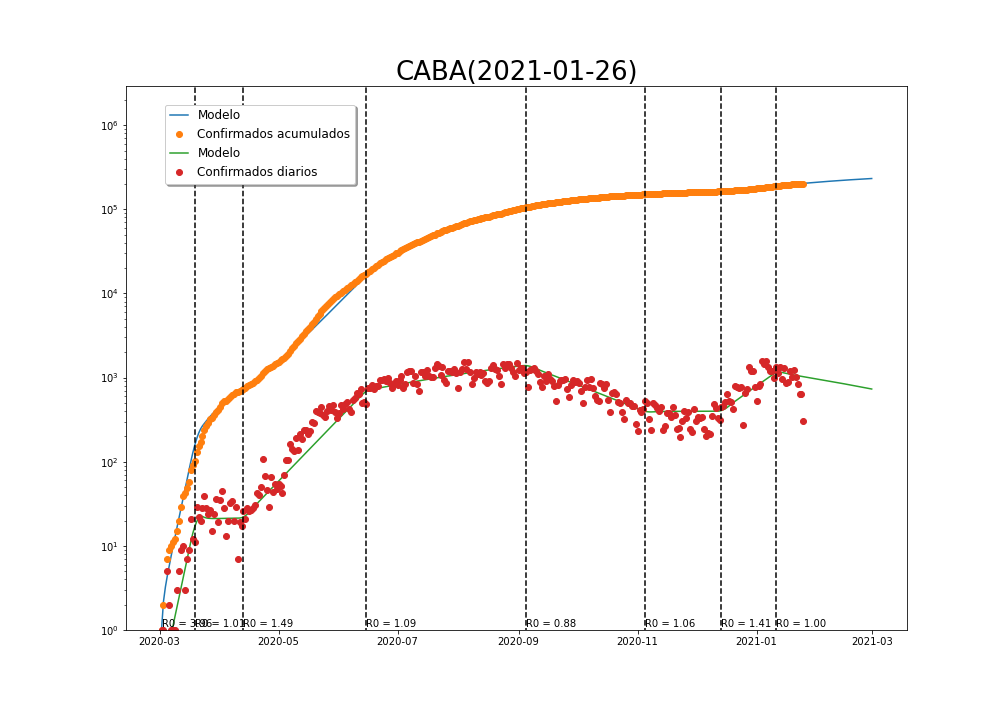 CABA(2021-01-26)
Modelo
Confirmados acumulados
Modelo
Confirmados diarios
10^6
10^5
10^4
10^3
10^2
10^1
10^0
R0 = 3.96 R0 = 1.01 R0 = 1.49 R0 = 1.09 R0 = 0.88 R0 = 1.06 R0 = 1.41 R0 = 1.00
2020-03 2020-05 2020-07 2020-09 2020-11 2021-01 2021-03